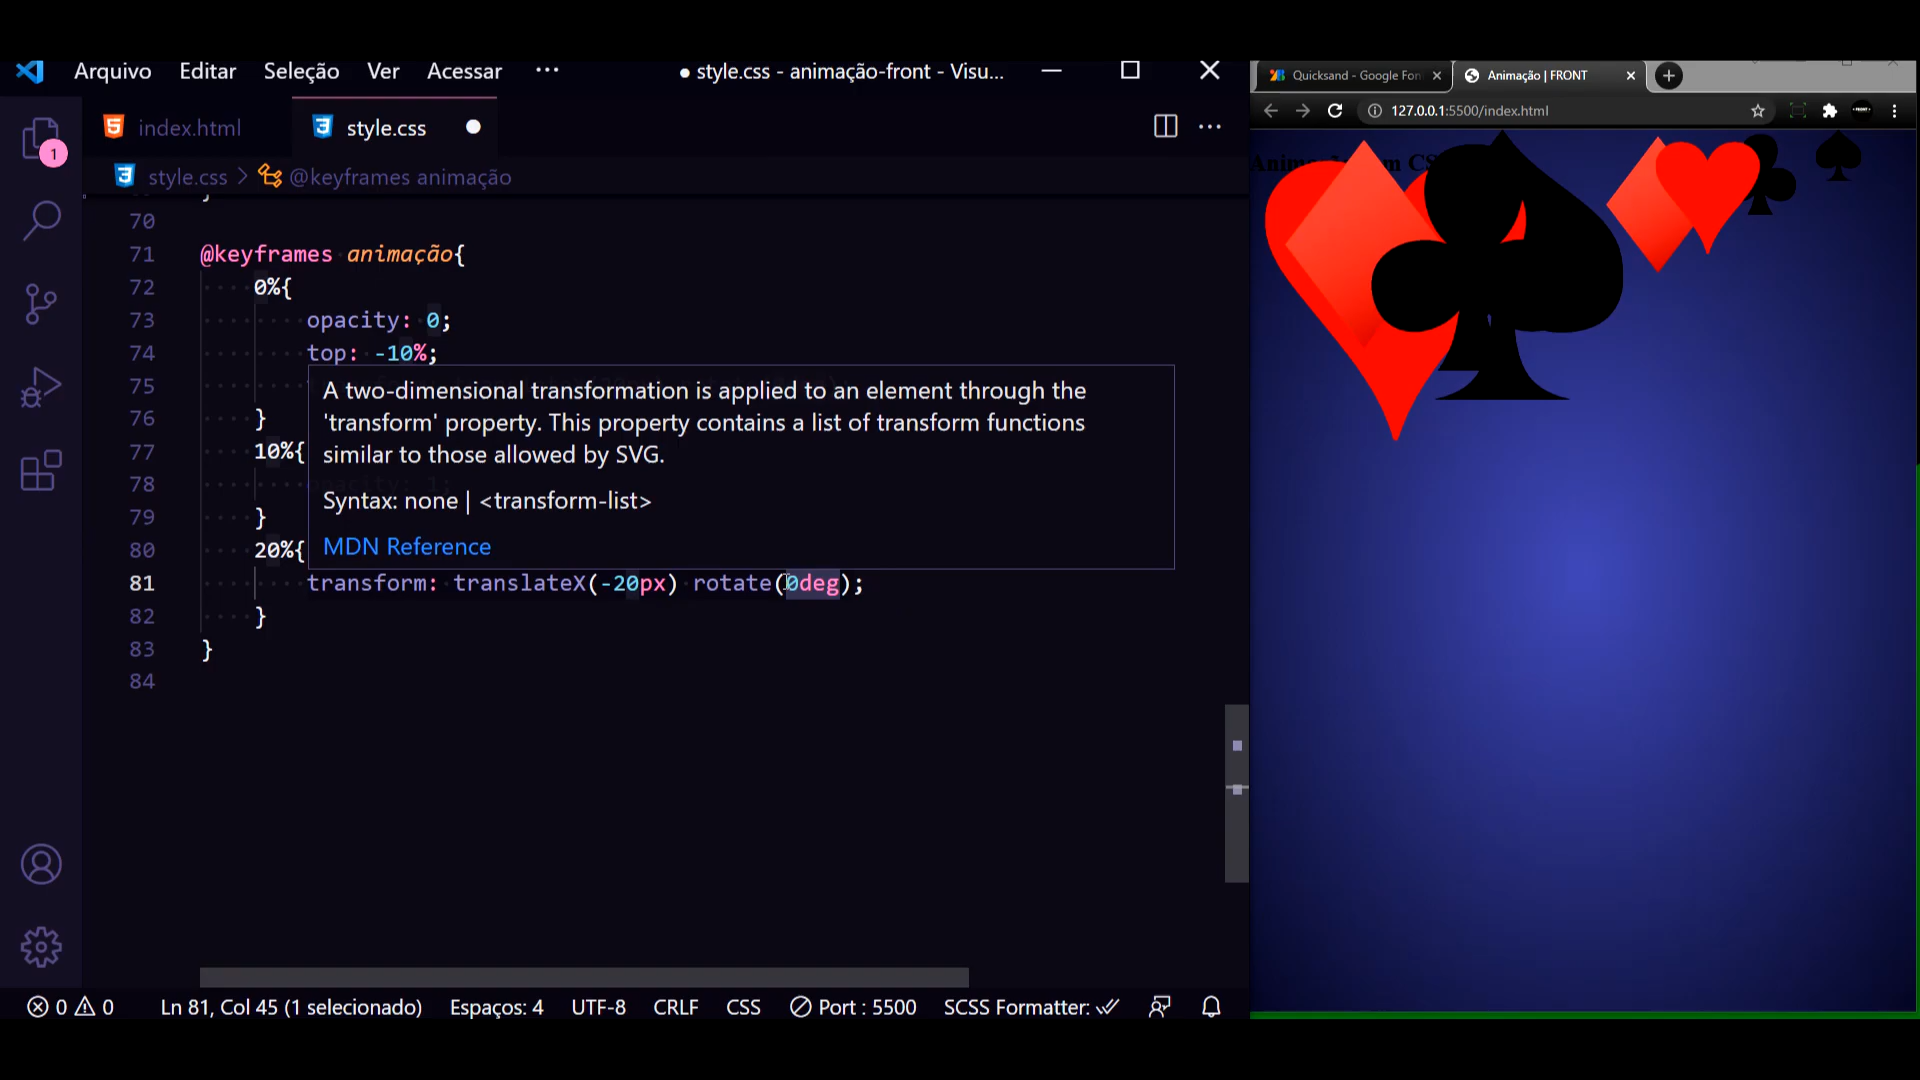 Arquivo Editar Seleção Ver Acessar ··· ● style.css - animação-front - Visu...
index.html style.css
style.css > @keyframes animação
70
71 @keyframes animação{
72 0%{
73 opacity: 0;
74 top: -10%;
75
76 }
77 10%{
78 opacity: 1;
79 }
80 20%{
81 transform: translateX(-20px) rotate(0deg);
82 }
83 }
84
A two-dimensional transformation is applied to an element through the
'transform' property. This property contains a list of transform functions
similar to those allowed by SVG.
Syntax: none | <transform-list>
MDN Reference
1
0 0 Ln 81, Col 45 (1 selecionado) Espaços: 4 UTF-8 CRLF CSS Port : 5500 SCSS Formatter:
Quicksand - Google Fon Animação | FRONT
127.0.0.1:5500/index.html